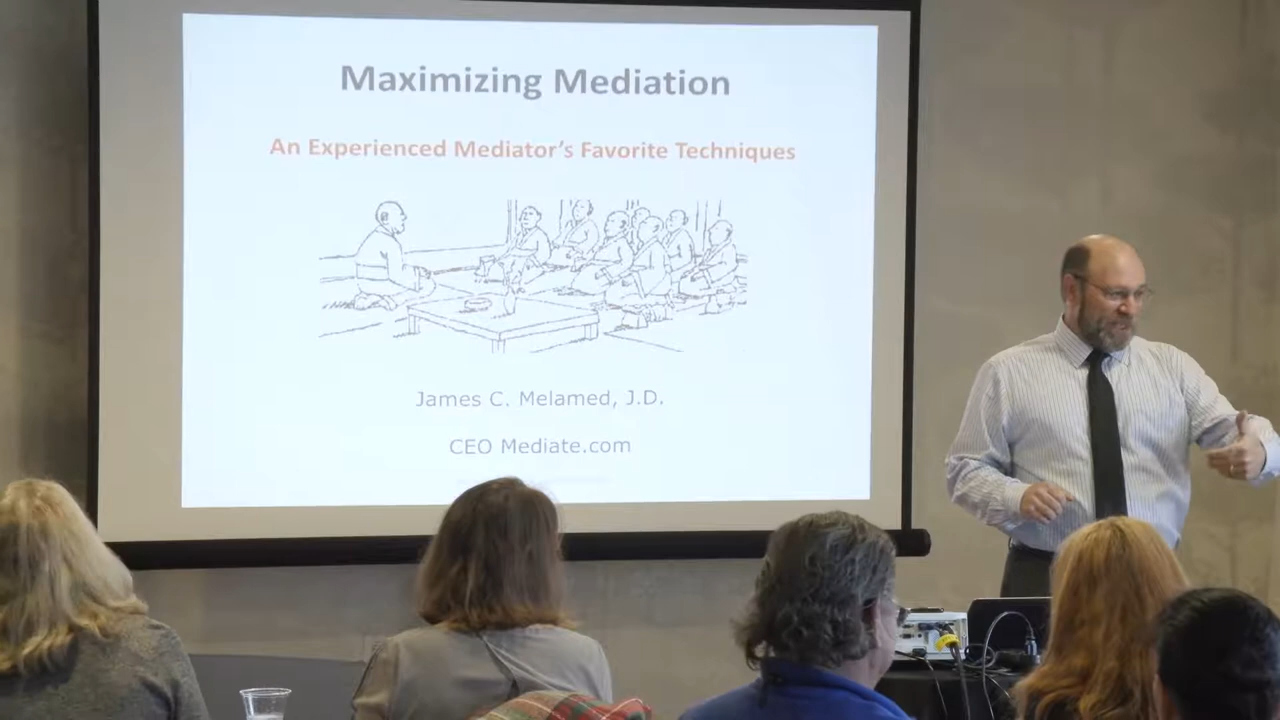 Maximizing Mediation
An Experienced Mediator's Favorite Techniques
James C. Melamed, J.D.
CEO Mediate.com